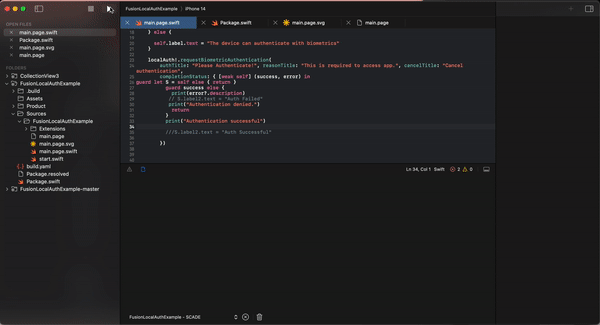 FusionLocalAuthExample
iPhone 14
OPEN FILES
main.page.swift
Package.swift
main.page.svg
main.page
FOLDERS
CollectionView3
FusionLocalAuthExample
.build
Assets
Product
Sources
FusionLocalAuthExample
Extensions
main.page
main.page.svg
main.page.swift
start.swift
build.yaml
Package.resolved
Package.swift
FusionLocalAuthExample-master
main.page.swift
Package.swift
main.page.svg
main.page
} else {
self.label.text = "The device can authenticate with biometrics"
}
localAuth!.requestBiometricAuthentication(
authTitle: "Please Authenticate!", reasonTitle: "This is required to access app.", cancelTitle: "Cancel
authentication",
completionStatus: { [weak self] (success, error) in
guard let S = self else { return }
guard success else {
print(error?.description)
// S.label2.text = "Auth Failed"
print("Authentication denied.")
return
}
print("Authentication successful")
34
///S.label3.text = "Auth Successful"
})
Ln 34, Col 1 Swift 2 0
FusionLocalAuthExample - SCADE